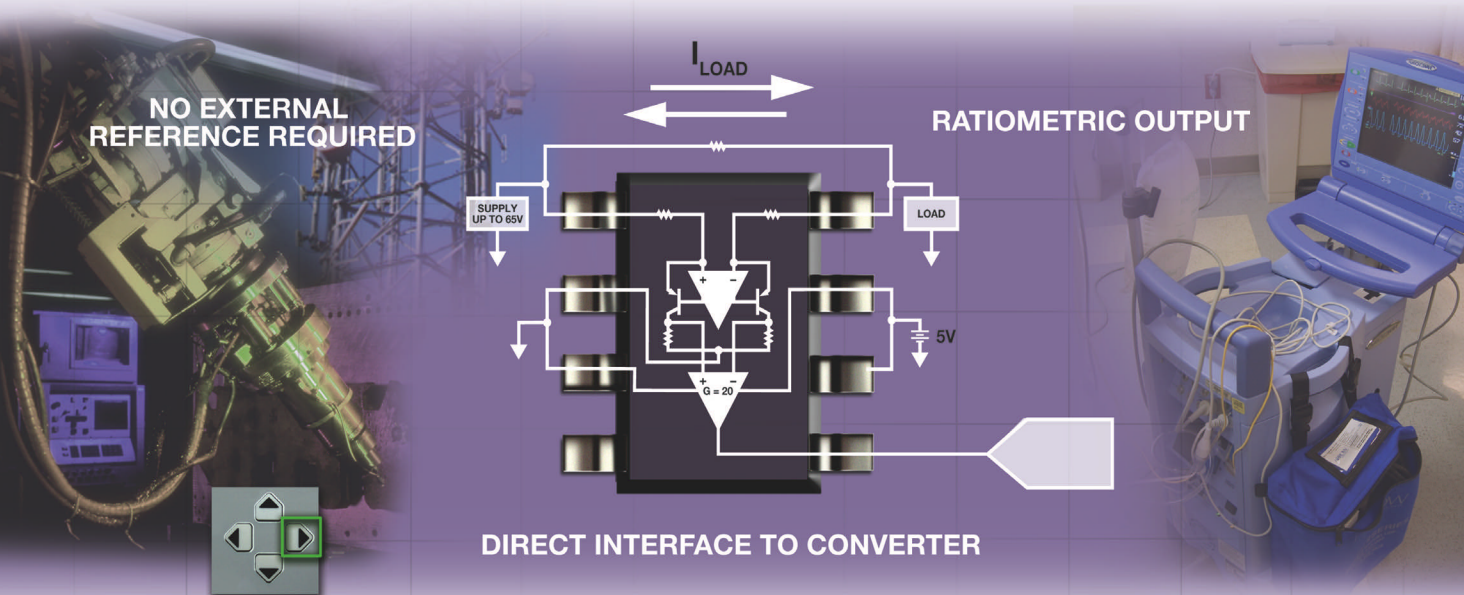 I LOAD
NO EXTERNAL
REFERENCE REQUIRED
RATIOMETRIC OUTPUT
SUPPLY
UP TO 65V
LOAD
+ −
5V
+ −
G = 20
DIRECT INTERFACE TO CONVERTER